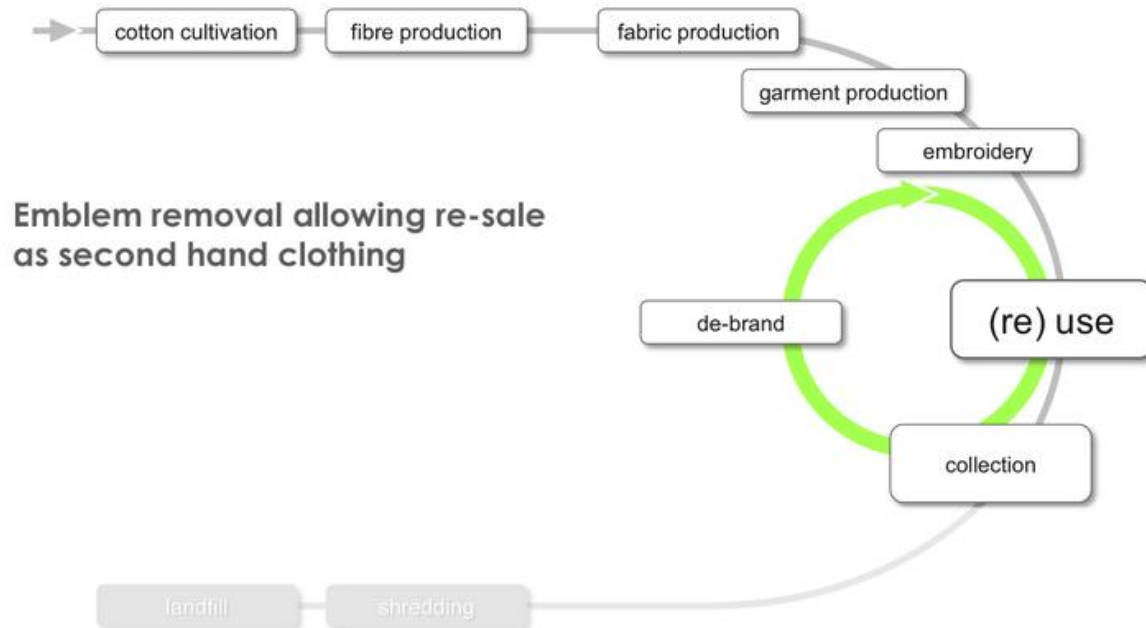 cotton cultivation
fibre production
fabric production
garment production
embroidery
Emblem removal allowing re-sale
as second hand clothing
de-brand
(re) use
collection
landfill
shredding